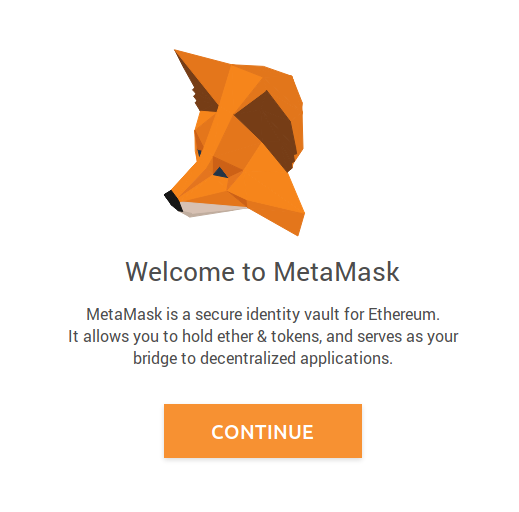 Welcome to MetaMask
MetaMask is a secure identity vault for Ethereum.
It allows you to hold ether & tokens, and serves as your
bridge to decentralized applications.
CONTINUE